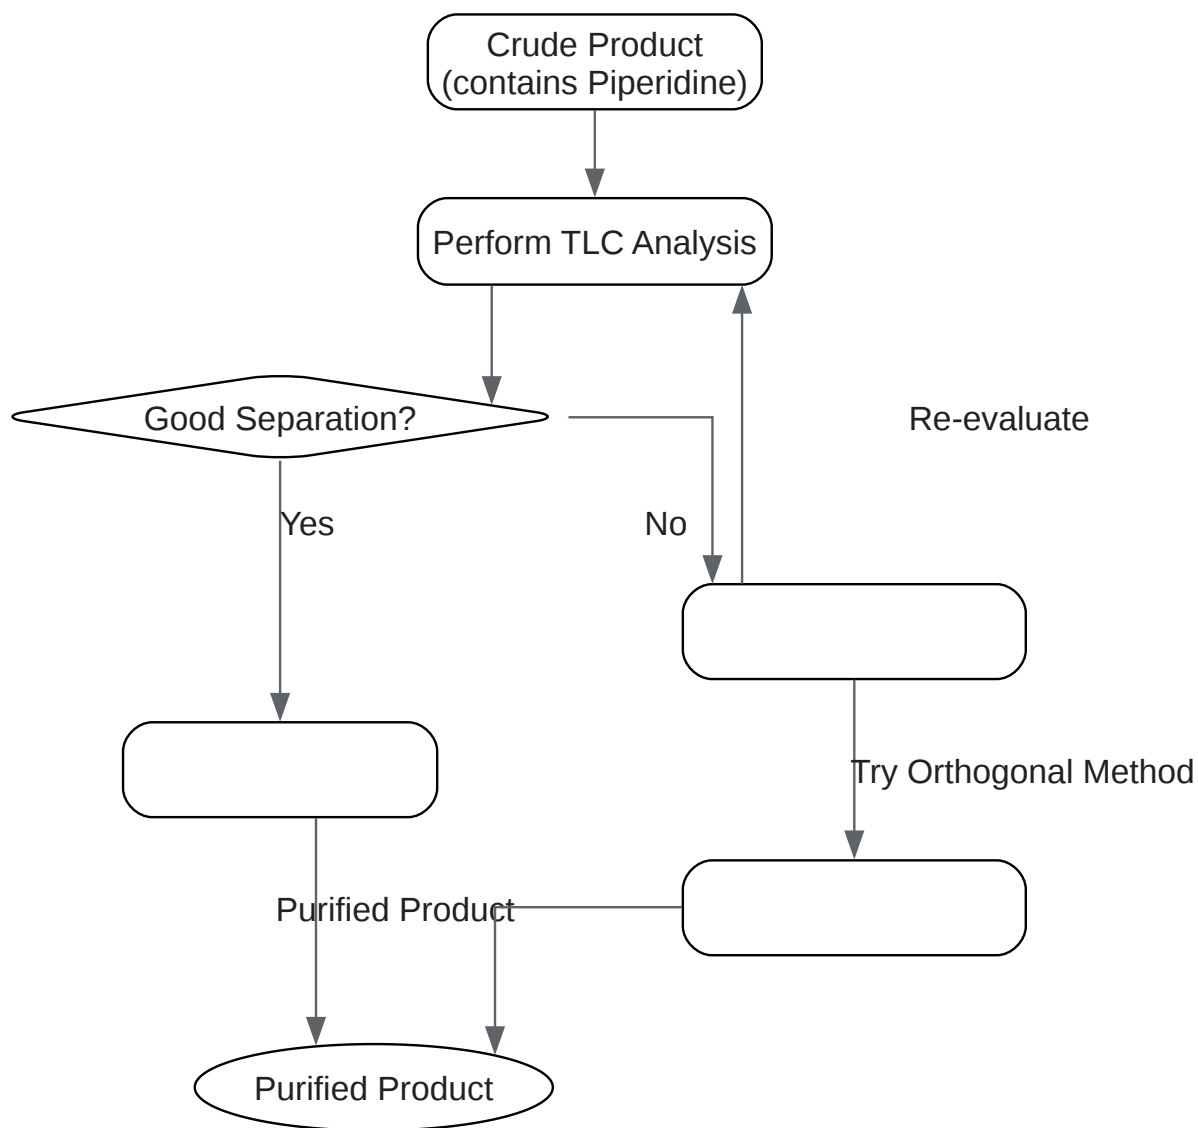 Crude Product
(contains Piperidine)
Perform TLC Analysis
Good Separation?
Re-evaluate
Yes
No
Try Orthogonal Method
Purified Product
Purified Product